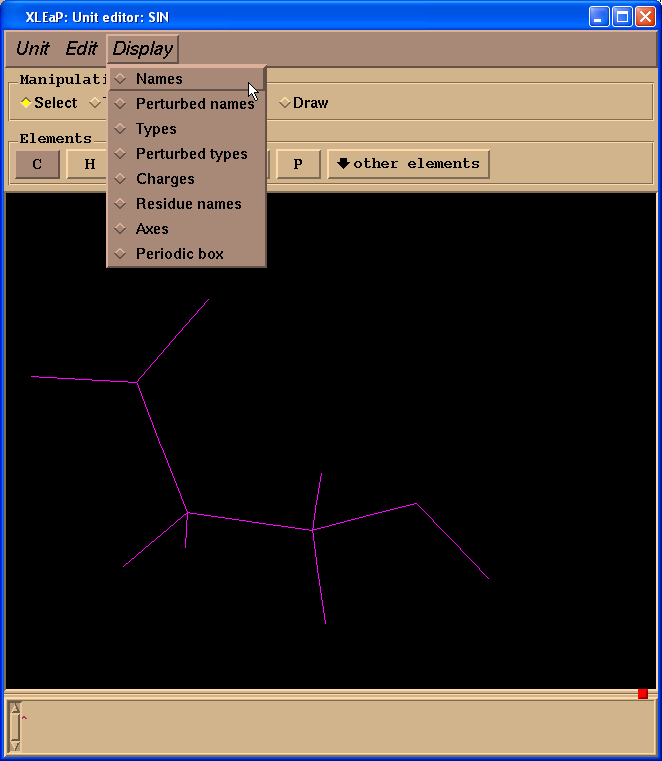 XLEaP: Unit editor: SIN
Unit Edit Display
Manipulati
Select Draw
Elements
C H P other elements
Names
Perturbed names
Types
Perturbed types
Charges
Residue names
Axes
Periodic box